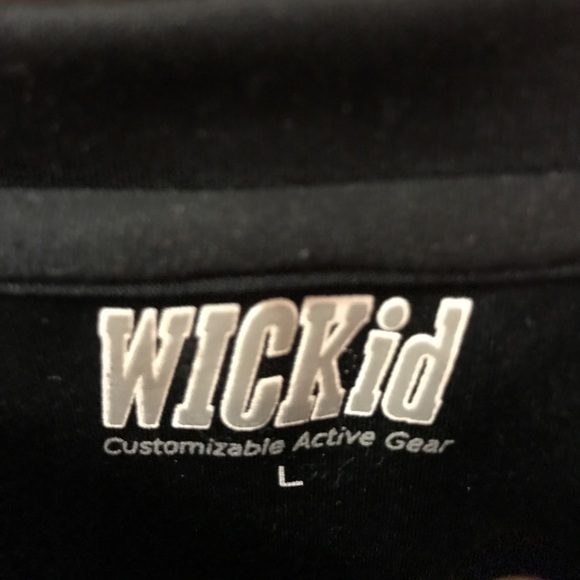 WICKid
Customizable Active Gear
L